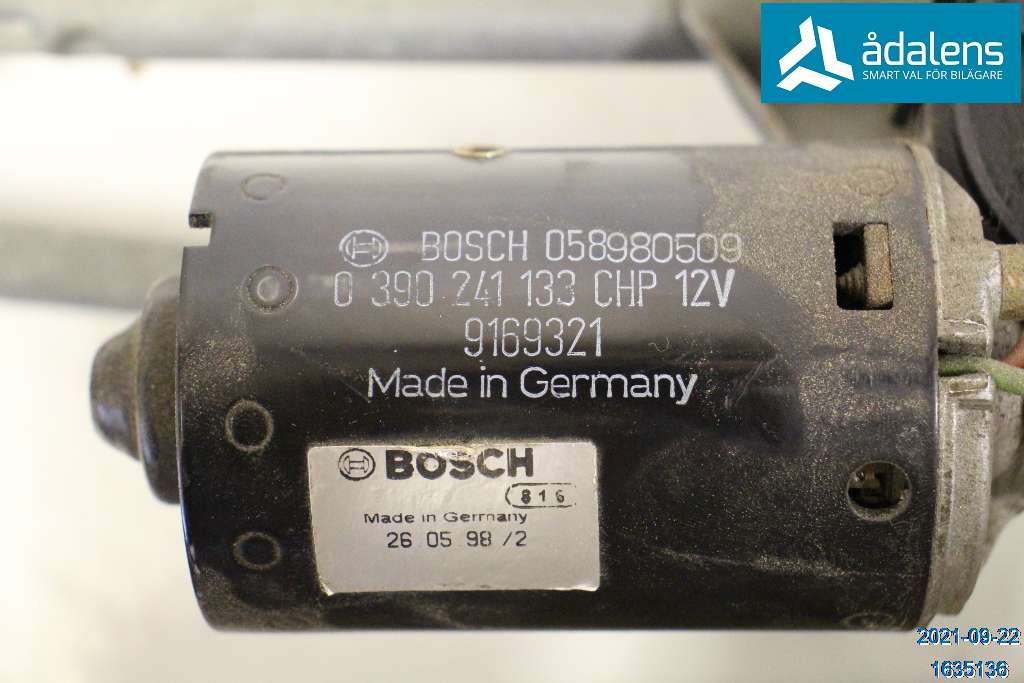 ådalens
SMART VAL FÖR BILÄGARE
BOSCH 058980509
0 390 241 133 CHP 12V
9169321
Made in Germany
BOSCH
816
Made in Germany
26 05 98 /2
2021-09-22
1635136